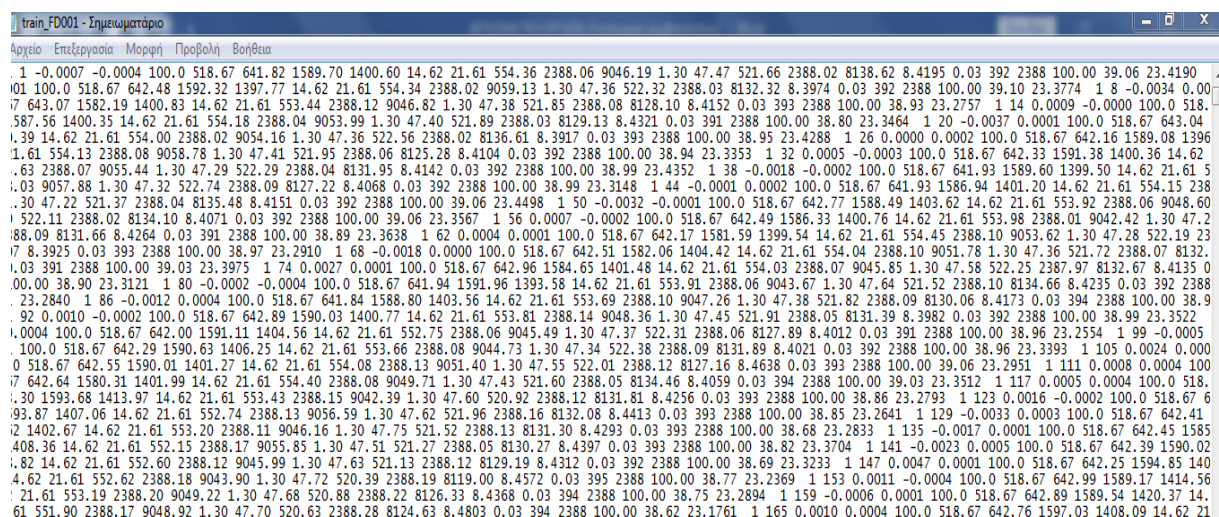 train_FD001 - Σημειωματάριο
Αρχείο Επεξεργασία Μορφή Προβολή Βοήθεια
1 -0.0007 -0.0004 100.0 518.67 641.82 1589.70 1400.60 14.62 21.61 554.36 2388.06 9046.19 1.30 47.47 521.66 2388.02 8138.62 8.4195 0.03 392 2388 100.00 39.06 23.4190
001 100.0 518.67 642.48 1592.32 1397.77 14.62 21.61 554.34 2388.02 9059.13 1.30 47.36 522.32 2388.03 8132.32 8.3974 0.03 392 2388 100.00 39.10 23.3774 1 8 -0.0034 0.00
67 643.07 1582.19 1400.83 14.62 21.61 553.44 2388.12 9046.82 1.30 47.38 521.85 2388.08 8128.10 8.4152 0.03 393 2388 100.00 38.93 23.2757 1 14 0.0009 -0.0000 100.0 518.
1587.56 1400.35 14.62 21.61 554.18 2388.04 9053.99 1.30 47.40 521.89 2388.03 8129.13 8.4321 0.03 391 2388 100.00 38.80 23.3464 1 20 -0.0037 0.0001 100.0 518.67 643.04
.39 14.62 21.61 554.00 2388.02 9054.16 1.30 47.36 522.56 2388.02 8136.61 8.3917 0.03 393 2388 100.00 38.95 23.4288 1 26 0.0000 0.0002 100.0 518.67 642.16 1589.08 1396
21.61 554.13 2388.08 9058.78 1.30 47.41 521.95 2388.06 8125.28 8.4104 0.03 392 2388 100.00 38.94 23.3353 1 32 0.0005 -0.0003 100.0 518.67 642.33 1591.38 1400.36 14.62
.63 2388.07 9055.44 1.30 47.29 522.29 2388.04 8131.95 8.4142 0.03 392 2388 100.00 38.99 23.4352 1 38 -0.0018 -0.0002 100.0 518.67 641.93 1589.60 1399.50 14.62 21.61 5
.03 9057.88 1.30 47.32 522.74 2388.09 8127.22 8.4068 0.03 392 2388 100.00 38.99 23.3148 1 44 -0.0001 0.0002 100.0 518.67 641.93 1586.94 1401.20 14.62 21.61 554.15 238
.30 47.22 521.37 2388.04 8135.48 8.4151 0.03 392 2388 100.00 39.06 23.4498 1 50 -0.0032 -0.0001 100.0 518.67 642.77 1588.49 1403.62 14.62 21.61 553.92 2388.06 9048.60
522.11 2388.02 8134.10 8.4071 0.03 392 2388 100.00 39.06 23.3567 1 56 0.0007 -0.0002 100.0 518.67 642.49 1586.33 1400.76 14.62 21.61 553.98 2388.01 9042.42 1.30 47.2
388.09 8131.66 8.4264 0.03 391 2388 100.00 38.89 23.3638 1 62 0.0004 0.0001 100.0 518.67 642.17 1581.59 1399.54 14.62 21.61 554.45 2388.10 9053.62 1.30 47.28 522.19 23
7 8.3925 0.03 393 2388 100.00 38.97 23.2910 1 68 -0.0018 0.0000 100.0 518.67 642.51 1582.06 1404.42 14.62 21.61 554.04 2388.10 9051.78 1.30 47.36 521.72 2388.07 8132.
0.03 391 2388 100.00 39.03 23.3975 1 74 0.0027 0.0001 100.0 518.67 642.96 1584.65 1401.48 14.62 21.61 554.03 2388.07 9045.85 1.30 47.58 522.25 2387.97 8132.67 8.4135 0
00.00 38.90 23.3121 1 80 -0.0002 -0.0004 100.0 518.67 641.94 1591.96 1393.58 14.62 21.61 553.91 2388.06 9043.67 1.30 47.64 521.52 2388.10 8134.66 8.4235 0.03 392 2388
23.2840 1 86 -0.0012 0.0004 100.0 518.67 641.84 1588.80 1403.56 14.62 21.61 553.69 2388.10 9047.26 1.30 47.38 521.82 2388.09 8130.06 8.4173 0.03 394 2388 100.00 38.9
92 0.0010 -0.0002 100.0 518.67 642.89 1590.03 1400.77 14.62 21.61 553.81 2388.14 9048.36 1.30 47.45 521.91 2388.05 8131.39 8.3982 0.03 392 2388 100.00 38.99 23.3522
0.0004 100.0 518.67 642.00 1591.11 1404.56 14.62 21.61 552.75 2388.06 9045.49 1.30 47.37 522.31 2388.06 8127.89 8.4012 0.03 391 2388 100.00 38.96 23.2554 1 99 -0.0005
100.0 518.67 642.29 1590.63 1406.25 14.62 21.61 553.66 2388.08 9044.73 1.30 47.34 522.38 2388.09 8131.89 8.4021 0.03 392 2388 100.00 38.96 23.3393 1 105 0.0024 0.000
0 518.67 642.55 1590.01 1401.27 14.62 21.61 554.08 2388.13 9051.40 1.30 47.55 522.01 2388.12 8127.16 8.4638 0.03 393 2388 100.00 39.06 23.2951 1 111 0.0008 0.0004 100
7 642.64 1580.31 1401.99 14.62 21.61 554.40 2388.08 9049.71 1.30 47.43 521.60 2388.05 8134.46 8.4059 0.03 394 2388 100.00 39.03 23.3512 1 117 0.0005 0.0004 100.0 518.
.30 1593.68 1413.97 14.62 21.61 553.43 2388.15 9042.39 1.30 47.60 520.92 2388.12 8131.81 8.4256 0.03 393 2388 100.00 38.86 23.2793 1 123 0.0016 -0.0002 100.0 518.67 6
593.87 1407.06 14.62 21.61 552.74 2388.13 9056.59 1.30 47.62 521.96 2388.16 8132.08 8.4413 0.03 393 2388 100.00 38.85 23.2641 1 129 -0.0033 0.0003 100.0 518.67 642.41
52 1402.67 14.62 21.61 553.20 2388.11 9046.16 1.30 47.75 521.52 2388.13 8131.30 8.4293 0.03 394 2388 100.00 38.68 23.2833 1 135 -0.0017 0.0001 100.0 518.67 642.45 1585
1408.36 14.62 21.61 552.15 2388.17 9055.85 1.30 47.51 521.27 2388.05 8130.27 8.4397 0.03 393 2388 100.00 38.82 23.3704 1 141 -0.0023 0.0005 100.0 518.67 642.39 1590.02
.82 14.62 21.61 552.60 2388.12 9045.99 1.30 47.63 521.13 2388.12 8129.19 8.4312 0.03 392 2388 100.00 38.69 23.3233 1 147 0.0047 0.0001 100.0 518.67 642.25 1594.85 140
4.62 21.61 552.62 2388.18 9043.90 1.30 47.72 520.39 2388.19 8119.00 8.4572 0.03 395 2388 100.00 38.77 23.2369 1 153 0.0011 -0.0004 100.0 518.67 642.99 1589.17 1414.56
21.61 553.19 2388.20 9049.22 1.30 47.68 520.88 2388.22 8126.33 8.4368 0.03 394 2388 100.00 38.75 23.2894 1 159 -0.0006 0.0001 100.0 518.67 642.89 1589.54 1420.37 14.
61 551.90 2388.17 9048.92 1.30 47.70 520.63 2388.28 8124.63 8.4803 0.03 394 2388 100.00 38.62 23.1761 1 165 0.0010 0.0004 100.0 518.67 642.76 1597.03 1408.09 14.62 21